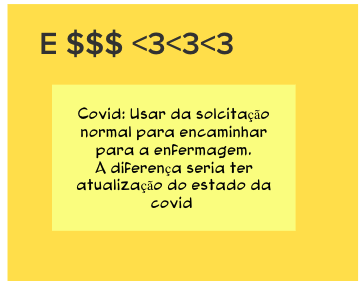 E $$$ <3<3<3
Covid: Usar da solcitação
normal para encaminhar
para a enfermagem.
A diferença seria ter
atualização do estado da
covid